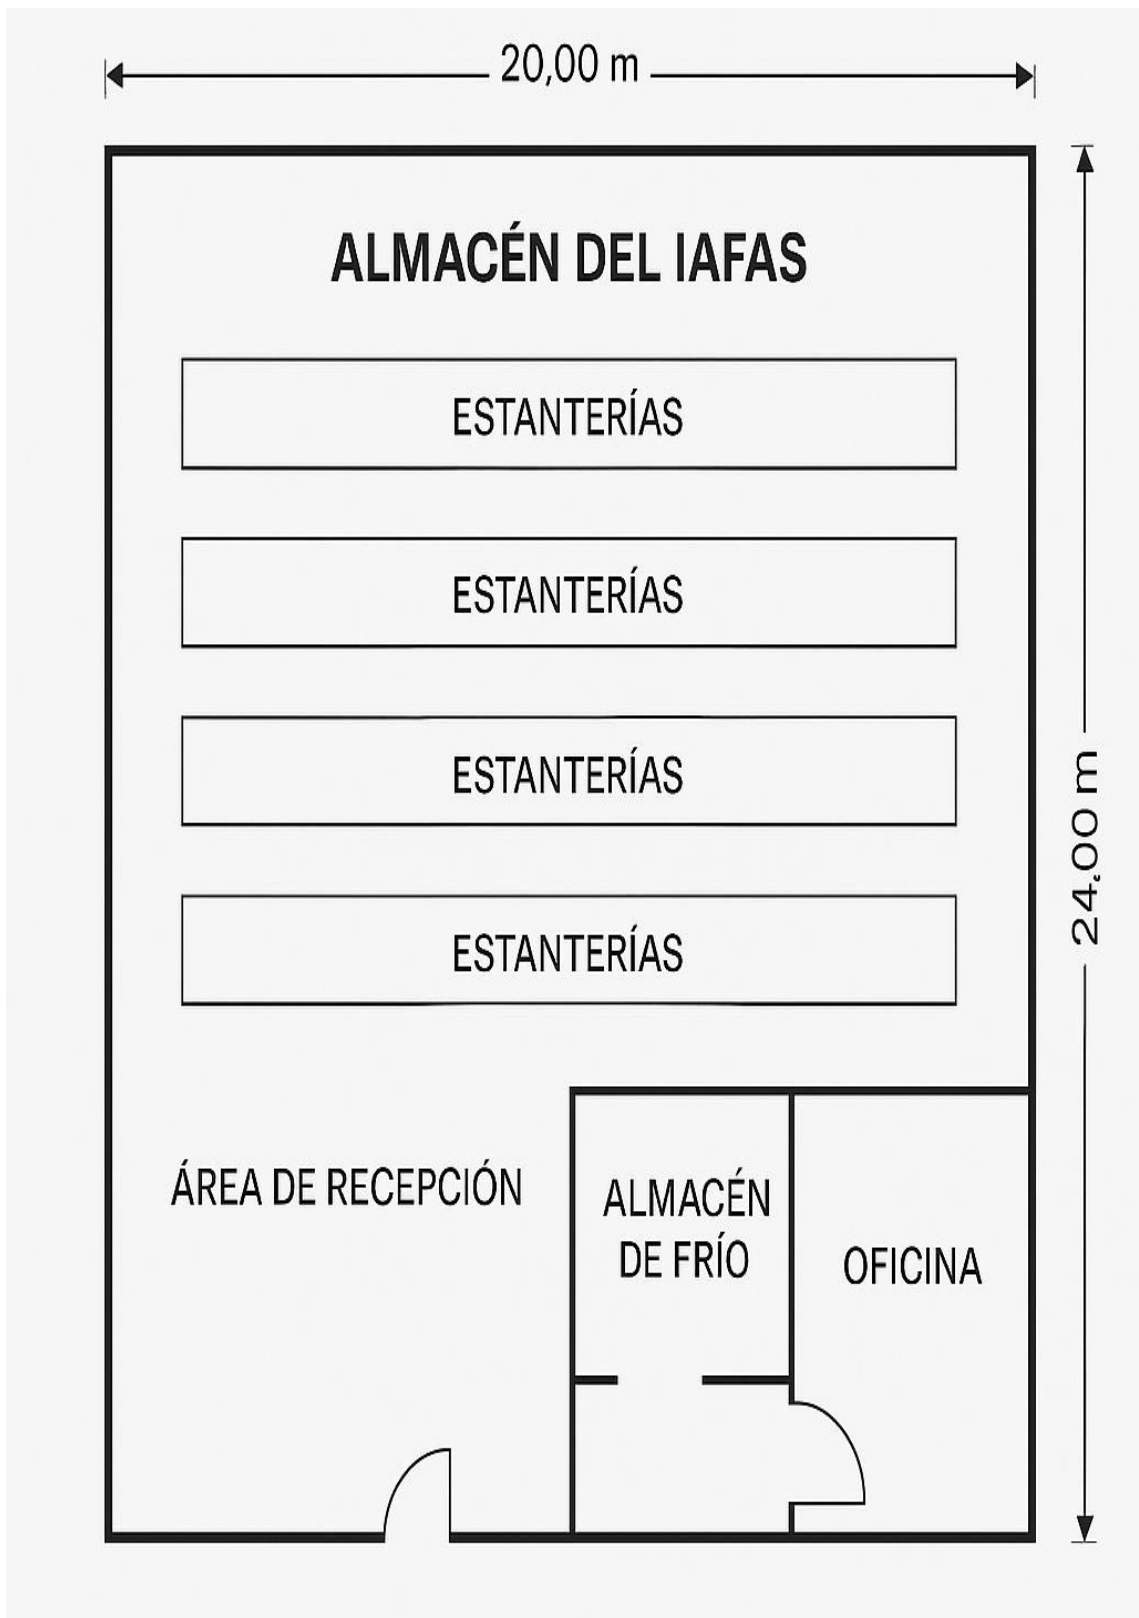 20,00 m
ALMACÉN DEL IAFAS
ESTANTERÍAS
ESTANTERÍAS
ESTANTERÍAS
24,00 m
ESTANTERÍAS
ÁREA DE RECEPCIÓN
ALMACÉN
DE FRÍO
OFICINA